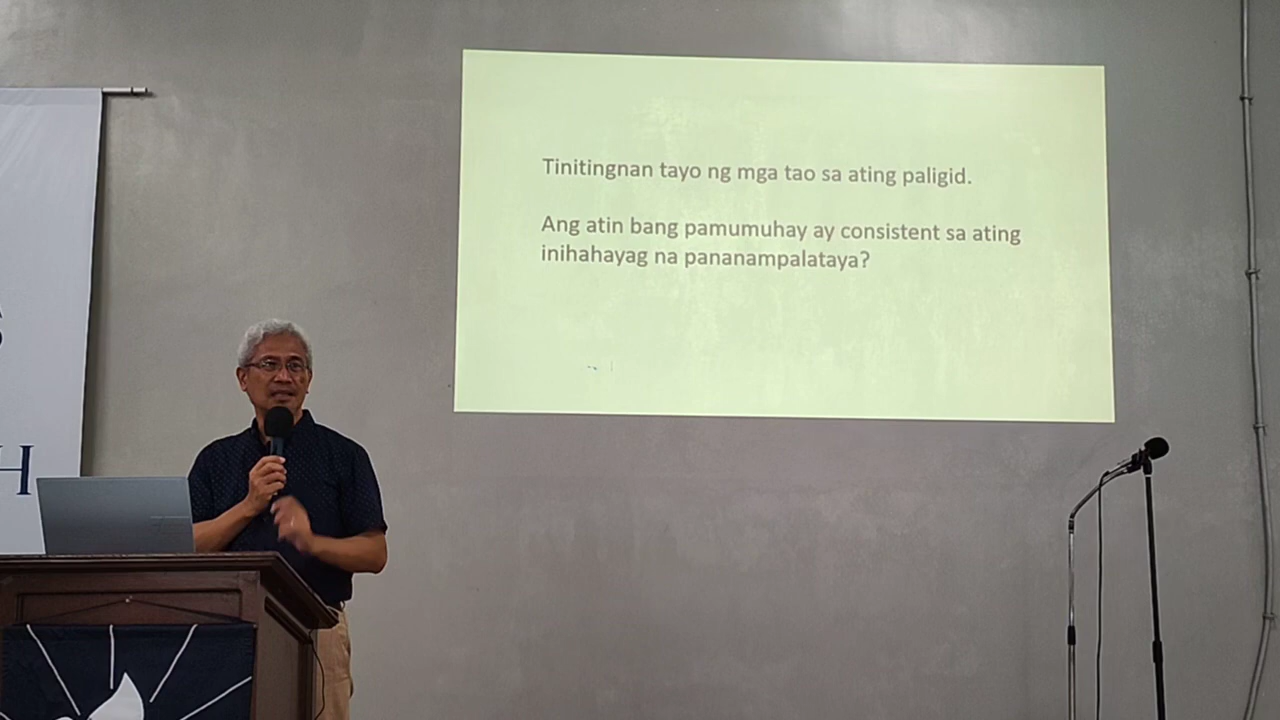 Tinitingnan tayo ng mga tao sa ating paligid.
Ang atin bang pamumuhay ay consistent sa ating
inihahayag na pananampalataya?
H